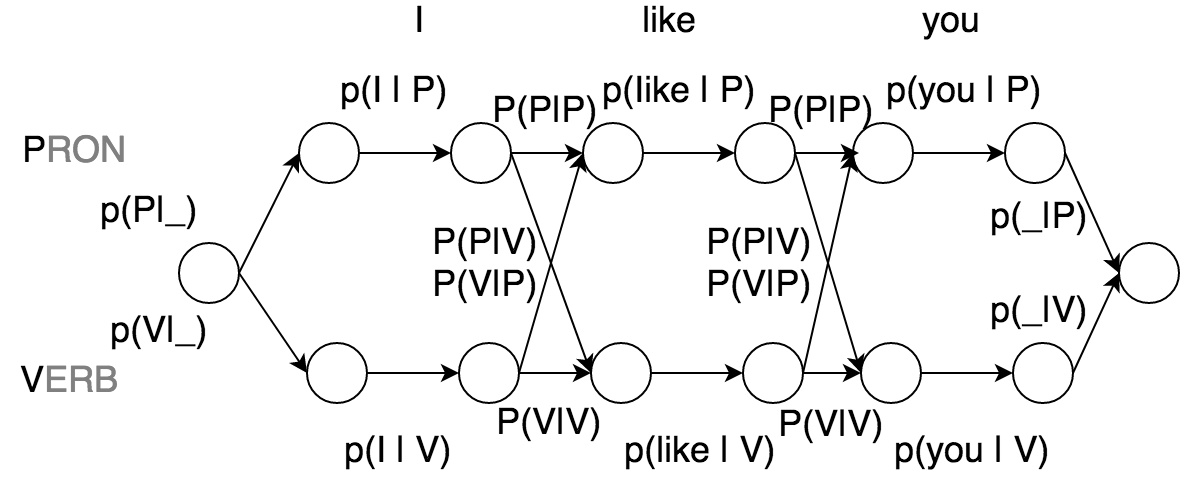 I like you
p(I | P) P(P|P) p(like | P) P(P|P) p(you | P)
PRON
p(P|_) P(P|V) P(P|V) p(_|P)
P(V|P) P(V|P)
p(V|_) p(_|V)
VERB
P(V|V) P(V|V)
p(I | V) p(like | V) p(you | V)